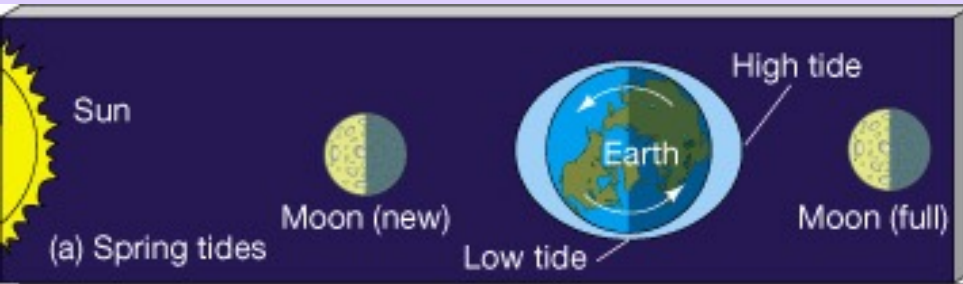 High tide
Sun
Earth
Moon (new)
Moon (full)
(a) Spring tides
Low tide